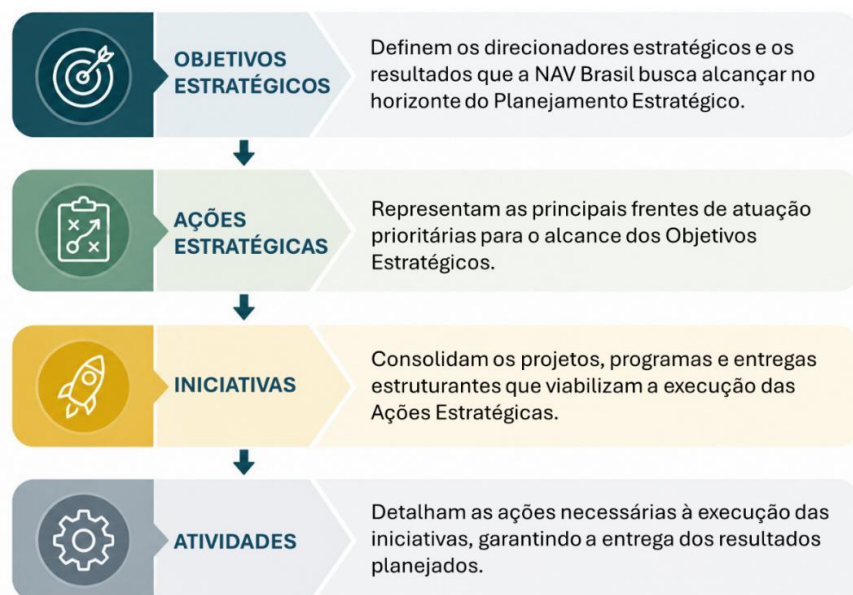 OBJETIVOS
ESTRATÉGICOS
Definem os direcionadores estratégicos e os
resultados que a NAV Brasil busca alcançar no
horizonte do Planejamento Estratégico.
AÇÕES
ESTRATÉGICAS
Representam as principais frentes de atuação
prioritárias para o alcance dos Objetivos
Estratégicos.
INICIATIVAS
Consolidam os projetos, programas e entregas
estruturantes que viabilizam a execução das
Ações Estratégicas.
ATIVIDADES
Detalham as ações necessárias à execução das
iniciativas, garantindo a entrega dos resultados
planejados.